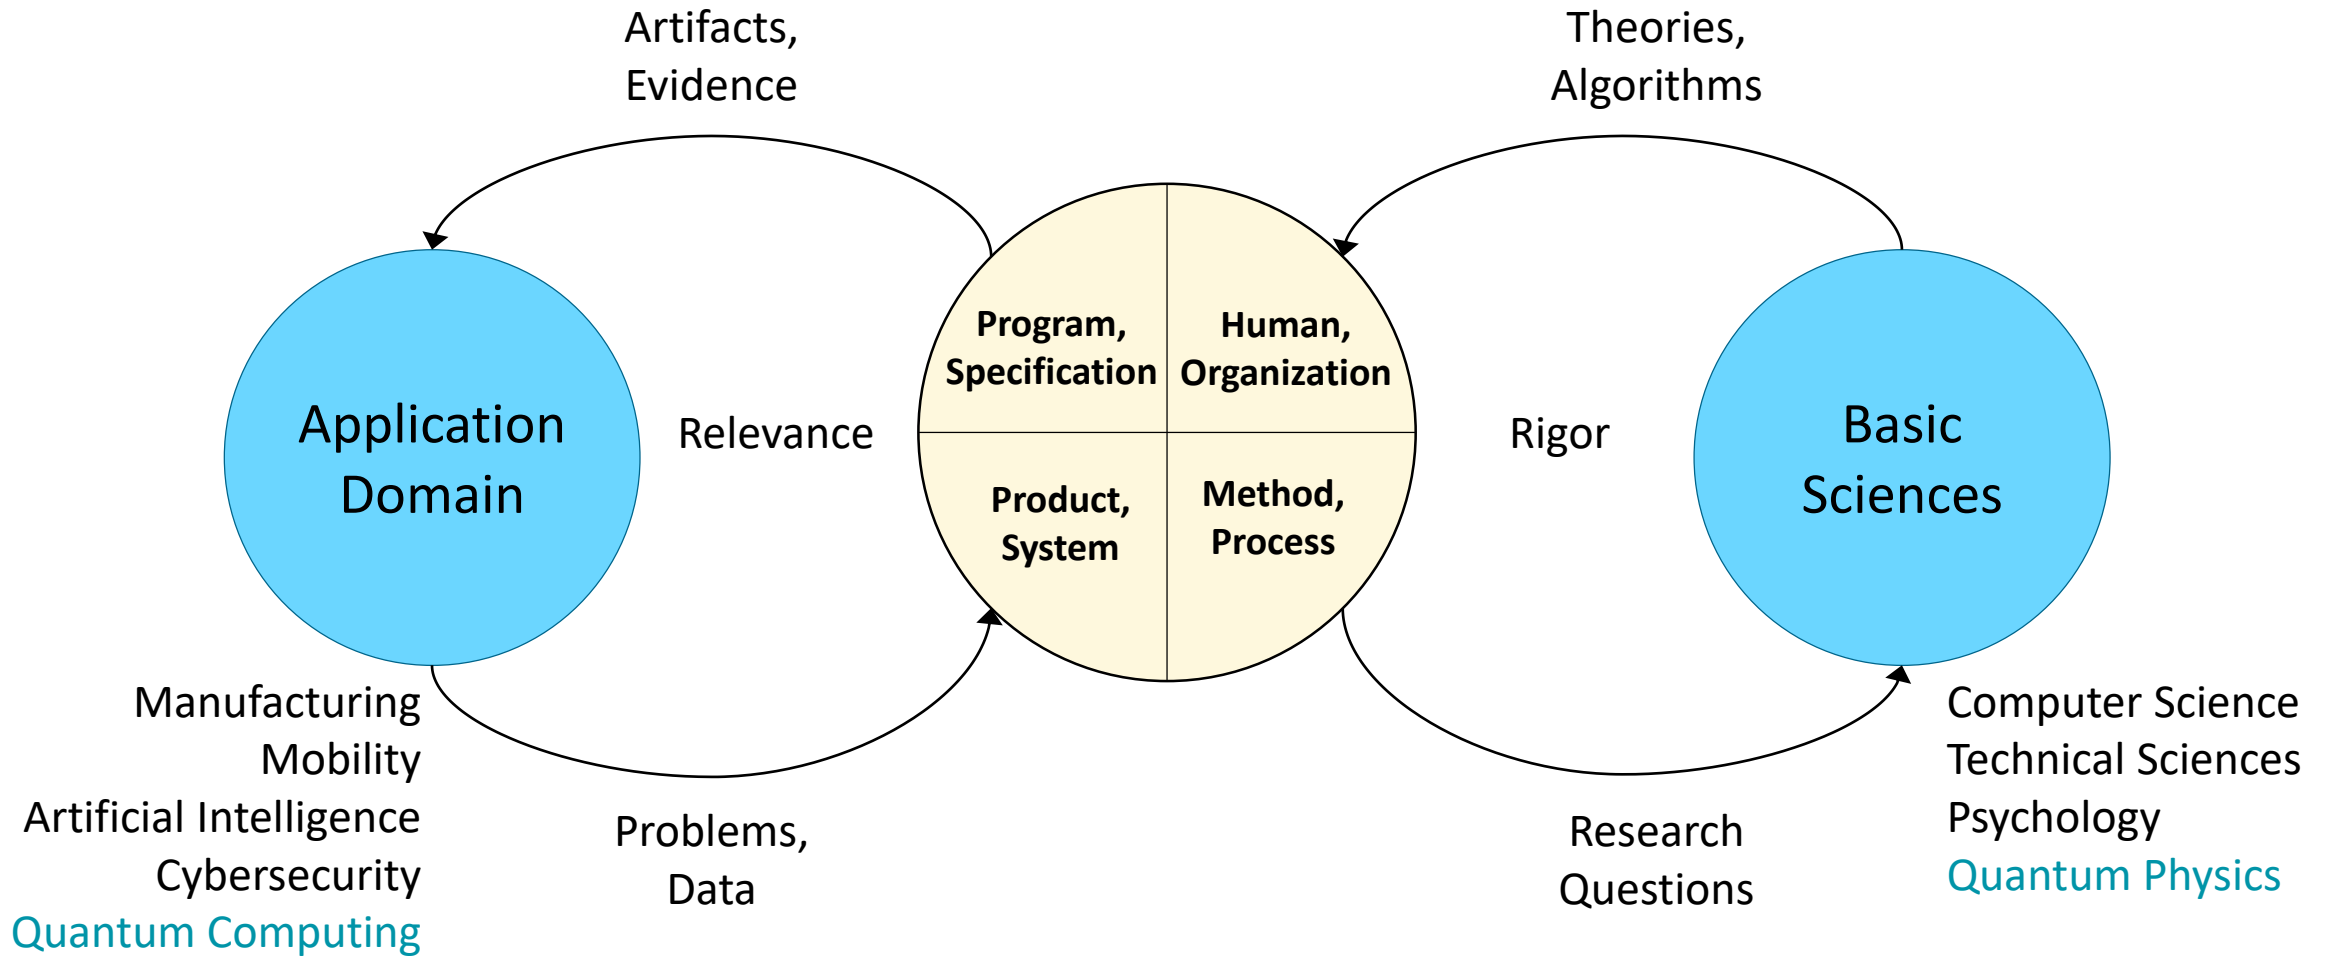 Artifacts,
Evidence
Theories,
Algorithms
Program,
Specification
Human,
Organization
Application
Domain
Relevance
Rigor
Basic
Sciences
Product,
System
Method,
Process
Manufacturing
Mobility
Artificial Intelligence
Cybersecurity
Quantum Computing
Problems,
Data
Research
Questions
Computer Science
Technical Sciences
Psychology
Quantum Physics